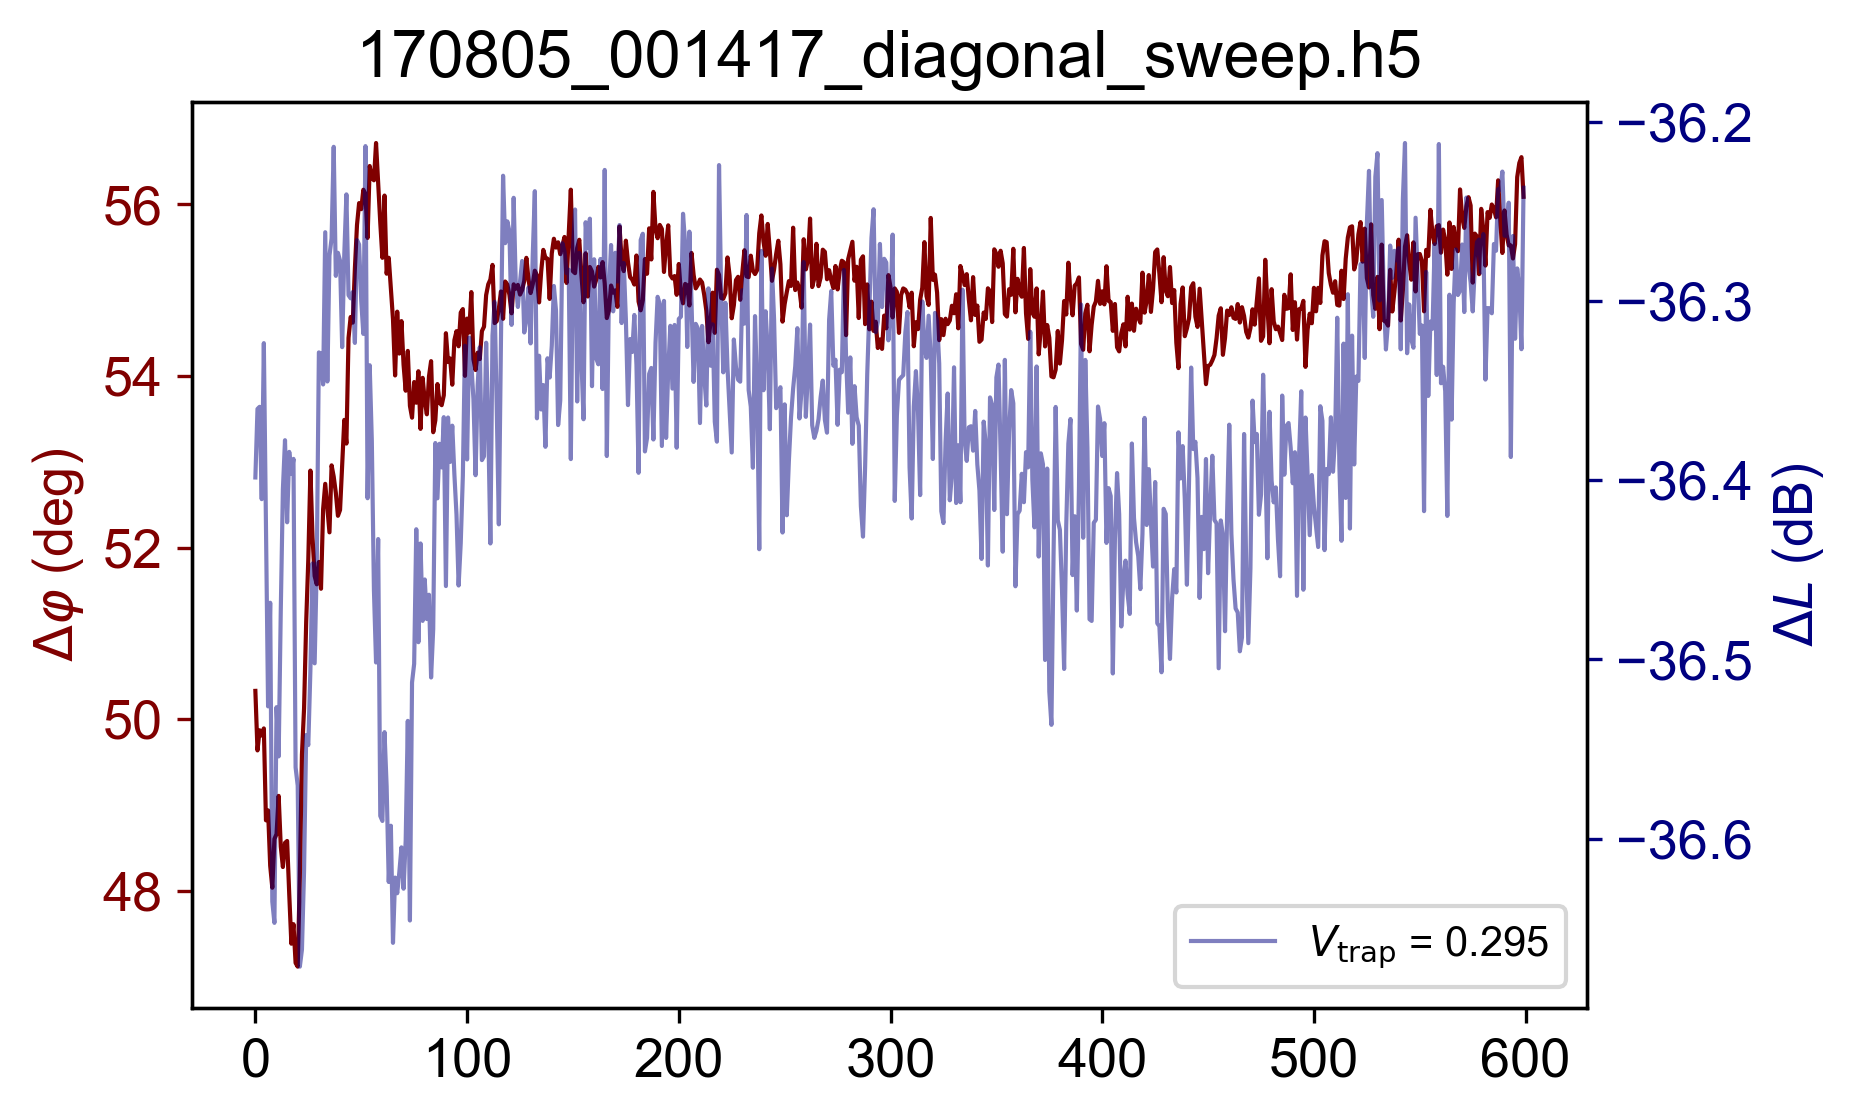 170805_001417_diagonal_sweep.h5
56
54
52
50
48
Δφ (deg)
−36.2
−36.3
−36.4
−36.5
−36.6
ΔL (dB)
V_trap = 0.295
0 100 200 300 400 500 600